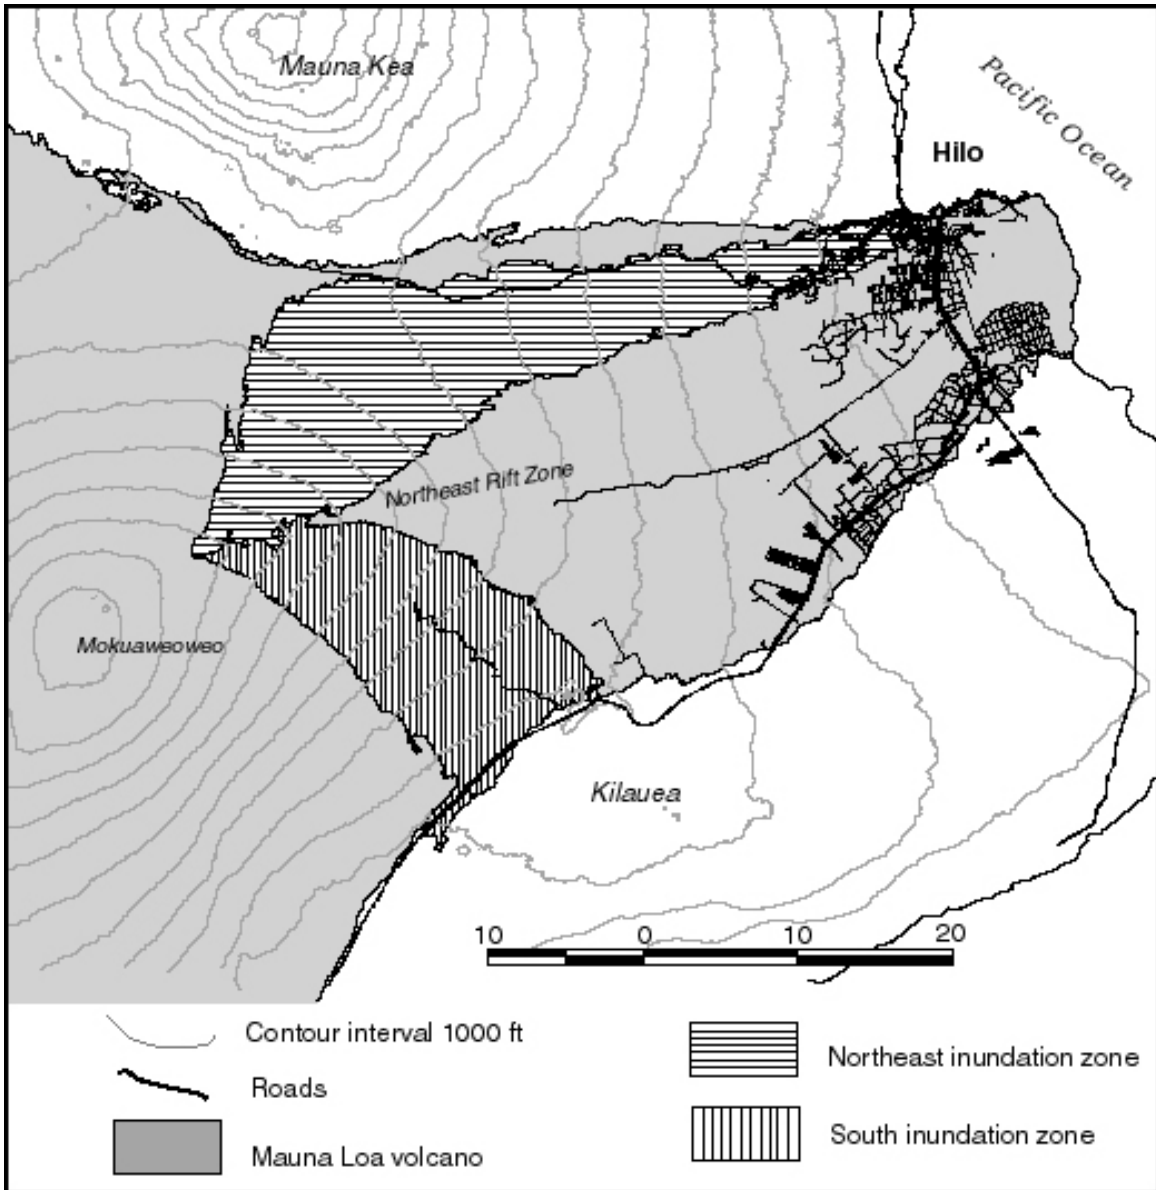 Mauna Kea
Pacific Ocean
Hilo
Northeast Rift Zone
Mokuaweoweo
Kilauea
10 0 10 20
Contour interval 1000 ft
Roads
Mauna Loa volcano
Northeast inundation zone
South inundation zone